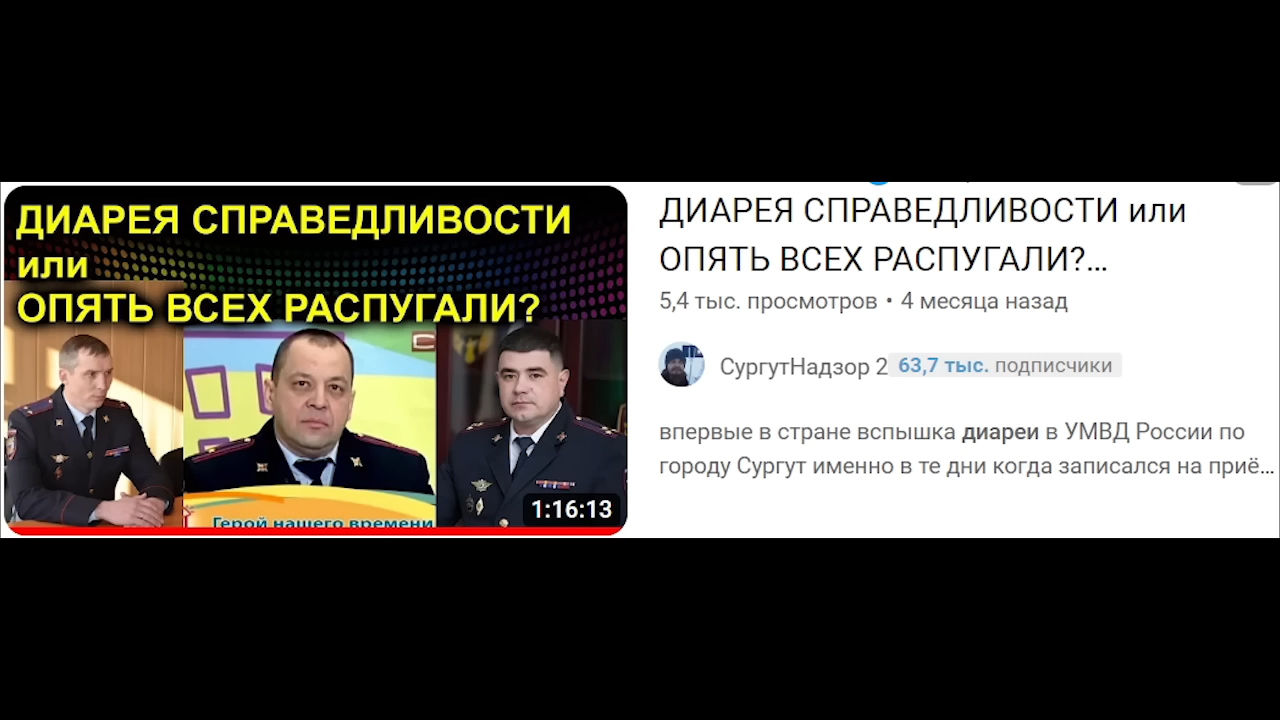 ДИАРЕЯ СПРАВЕДЛИВОСТИ
или
ОПЯТЬ ВСЕХ РАСПУГАЛИ?
Герой нашего времени
1:16:13
ДИАРЕЯ СПРАВЕДЛИВОСТИ или
ОПЯТЬ ВСЕХ РАСПУГАЛИ?...
5,4 тыс. просмотров • 4 месяца назад
СургутНадзор 2 63,7 тыс. подписчики
впервые в стране вспышка диареи в УМВД России по
городу Сургут именно в те дни когда записался на приё...